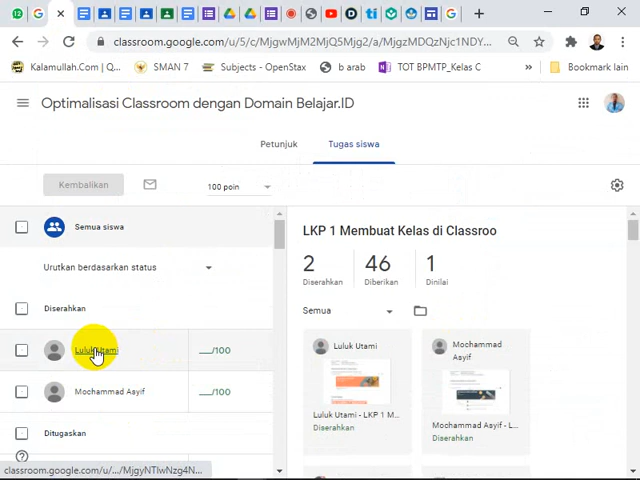 classroom.google.com/u/5/c/MjgwMjM2MjQ5Mjg2/a/MjgzMDQzNjc1NDY...
Kalamullah.Com | Q...
SMAN 7
Subjects - OpenStax
b arab
TOT BPMTP_Kelas C
»
Bookmark lain
Optimalisasi Classroom dengan Domain Belajar.ID
Petunjuk
Tugas siswa
Kembalikan
100 poin
Semua siswa
Urutkan berdasarkan status
Diserahkan
Luluk Utami
__/100
Mochammad Asyif
__/100
Ditugaskan
LKP 1 Membuat Kelas di Classroo
2
46
1
Diserahkan
Diberikan
Dinilai
Semua
Luluk Utami
Luluk Utami - LKP 1 M...
Diserahkan
Mochammad
Asyif
Mochammad Asyif - L...
Diserahkan
classroom.google.com/u/.../MjgyNTIwNzg4N...